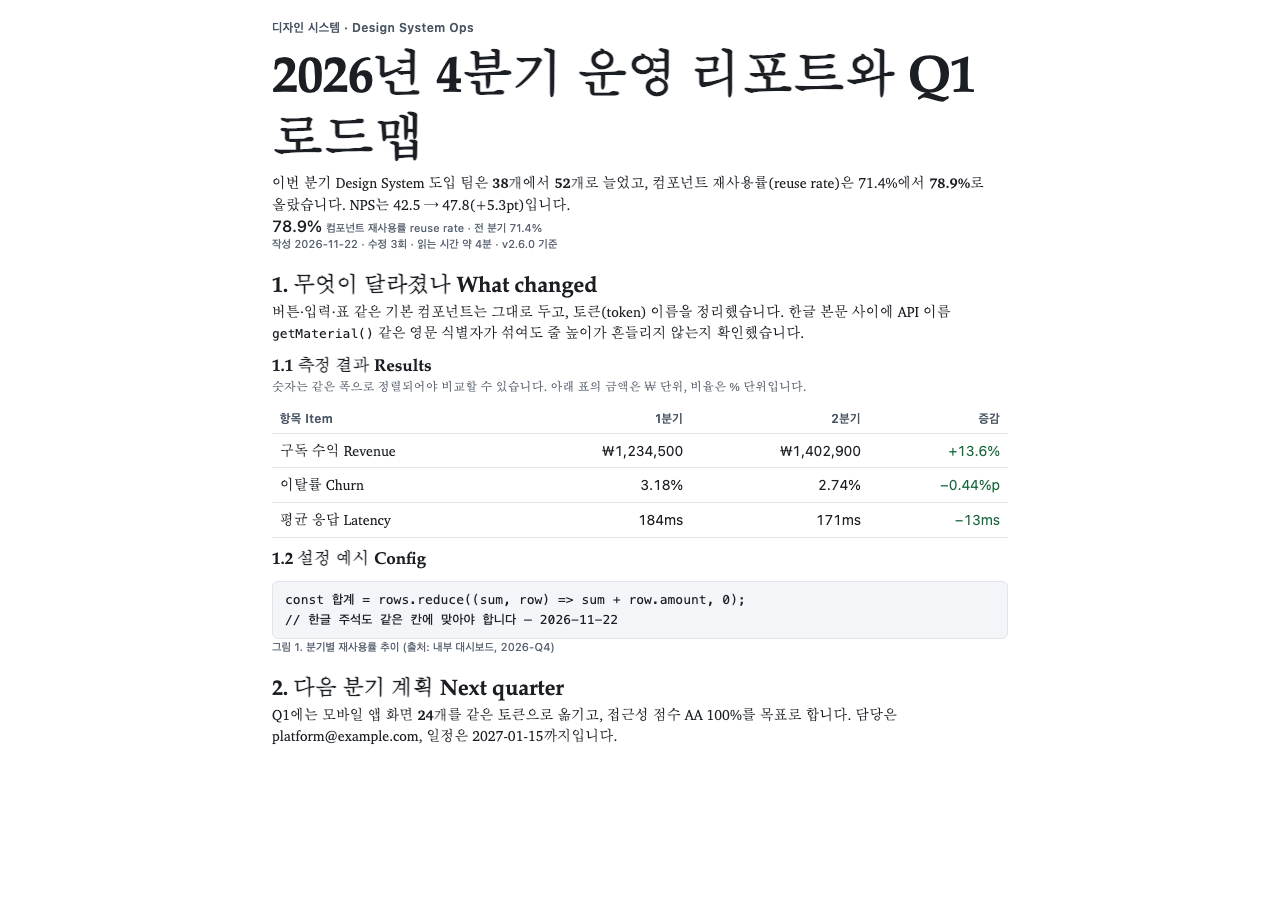 디자인 시스템 · Design System Ops
2026년 4분기 운영 리포트와 Q1
로드맵
이번 분기 Design System 도입 팀은 38개에서 52개로 늘었고, 컴포넌트 재사용률(reuse rate)은 71.4%에서 78.9%로
올랐습니다. NPS는 42.5 → 47.8(+5.3pt)입니다.
78.9% 컴포넌트 재사용률 reuse rate · 전 분기 71.4%
작성 2026-11-22 · 수정 3회 · 읽는 시간 약 4분 · v2.6.0 기준
1. 무엇이 달라졌나 What changed
버튼·입력·표 같은 기본 컴포넌트는 그대로 두고, 토큰(token) 이름을 정리했습니다. 한글 본문 사이에 API 이름
getMaterial() 같은 영문 식별자가 섞여도 줄 높이가 흔들리지 않는지 확인했습니다.
1.1 측정 결과 Results
숫자는 같은 폭으로 정렬되어야 비교할 수 있습니다. 아래 표의 금액은 ₩ 단위, 비율은 % 단위입니다.
항목 Item 1분기 2분기 증감
구독 수익 Revenue ₩1,234,500 ₩1,402,900 +13.6%
이탈률 Churn 3.18% 2.74% −0.44%p
평균 응답 Latency 184ms 171ms −13ms
1.2 설정 예시 Config
const 합계 = rows.reduce((sum, row) => sum + row.amount, 0);
// 한글 주석도 같은 칸에 맞아야 합니다 — 2026-11-22
그림 1. 분기별 재사용률 추이 (출처: 내부 대시보드, 2026-Q4)
2. 다음 분기 계획 Next quarter
Q1에는 모바일 앱 화면 24개를 같은 토큰으로 옮기고, 접근성 점수 AA 100%를 목표로 합니다. 담당은
platform@example.com, 일정은 2027-01-15까지입니다.